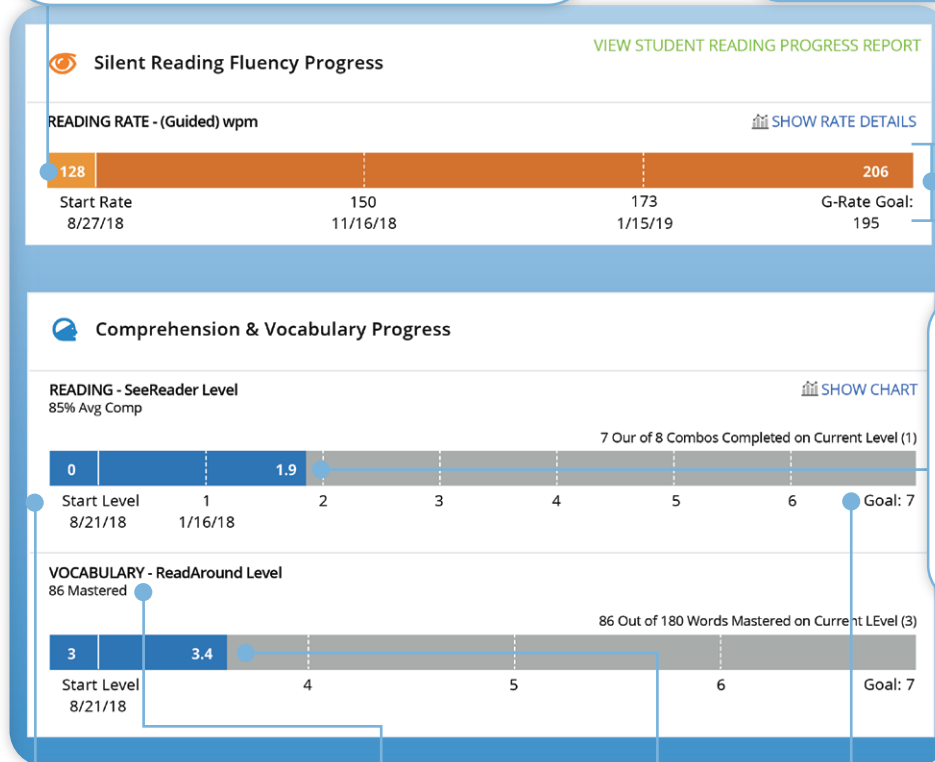 Silent Reading Fluency Progress
VIEW STUDENT READING PROGRESS REPORT
READING RATE - (Guided) wpm
SHOW RATE DETAILS
128 206
Start Rate 150 173 G-Rate Goal:
8/27/18 11/16/18 1/15/19 195
Comprehension & Vocabulary Progress
READING - SeeReader Level
SHOW CHART
85% Avg Comp
7 Our of 8 Combos Completed on Current Level (1)
0 1.9
Start Level 1 2 3 4 5 6 Goal: 7
8/21/18 1/16/18
VOCABULARY - ReadAround Level
86 Mastered
86 Out of 180 Words Mastered on Current LEvel (3)
3 3.4
Start Level 4 5 6 Goal: 7
8/21/18